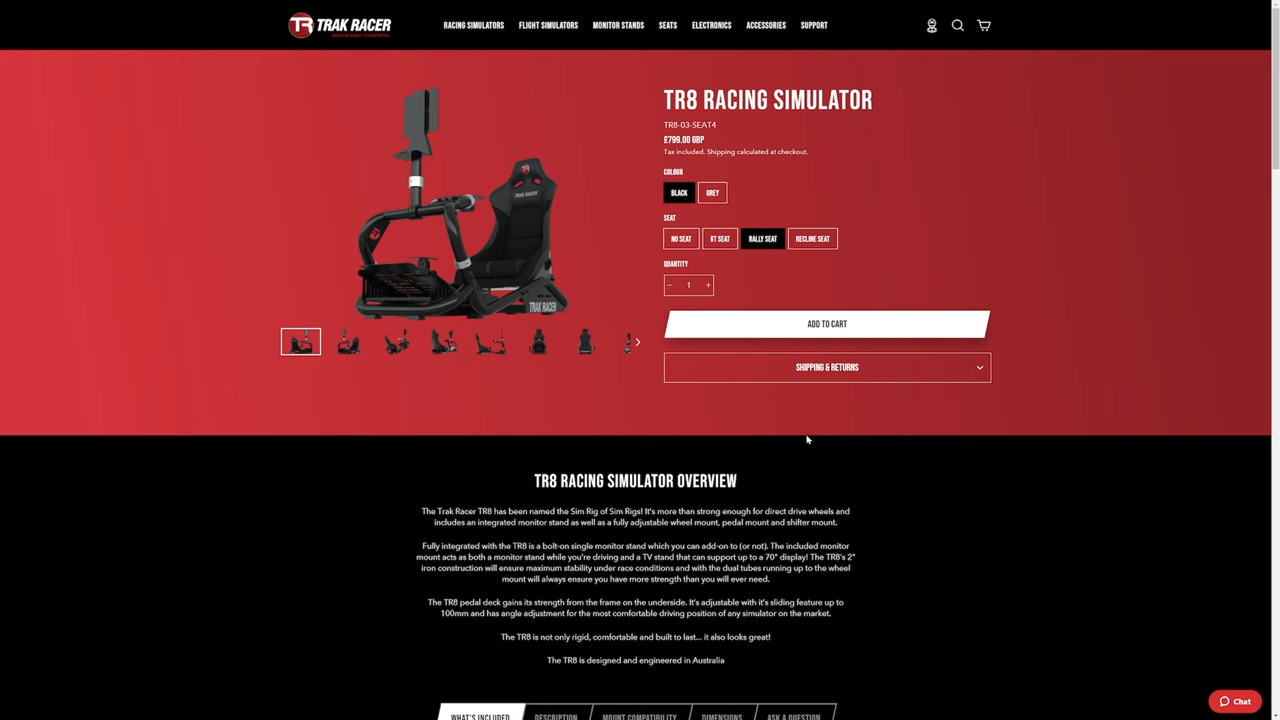 TRAK RACER
RACING SIMULATORS
FLIGHT SIMULATORS
MONITOR STANDS
SEATS
ELECTRONICS
ACCESSORIES
SUPPORT
TR8 RACING SIMULATOR
TR8-03-SEAT4
£799.00 GBP
Tax included. Shipping calculated at checkout.
COLOUR
BLACK
GREY
SEAT
NO SEAT
GT SEAT
RALLY SEAT
RECLINE SEAT
QUANTITY
− 1 +
ADD TO CART
SHIPPING & RETURNS
TRAK RACER
TRAK RACER
TR8 RACING SIMULATOR OVERVIEW
The Trak Racer TR8 has been named the Sim Rig of Sim Rigs! It's more than strong enough for direct drive wheels and
includes an integrated monitor stand as well as a fully adjustable wheel mount, pedal mount and shifter mount.
Fully integrated with the TR8 is a bolt-on single monitor stand which you can add-on to (or not). The included monitor
mount acts as both a monitor stand while you're driving and a TV stand that can support up to a 70" display! The TR8's 2"
iron construction will ensure maximum stability under race conditions and with the dual tubes running up to the wheel
mount will always ensure you have more strength than you will ever need.
The TR8 pedal deck gains its strength from the frame on the underside. It's adjustable with it's sliding feature up to
100mm and has angle adjustment for the most comfortable driving position of any simulator on the market.
The TR8 is not only rigid, comfortable and built to last... it also looks great!
The TR8 is designed and engineered in Australia
WHAT'S INCLUDED
DESCRIPTION
MOUNT COMPATIBILITY
DIMENSIONS
ASK A QUESTION
Chat